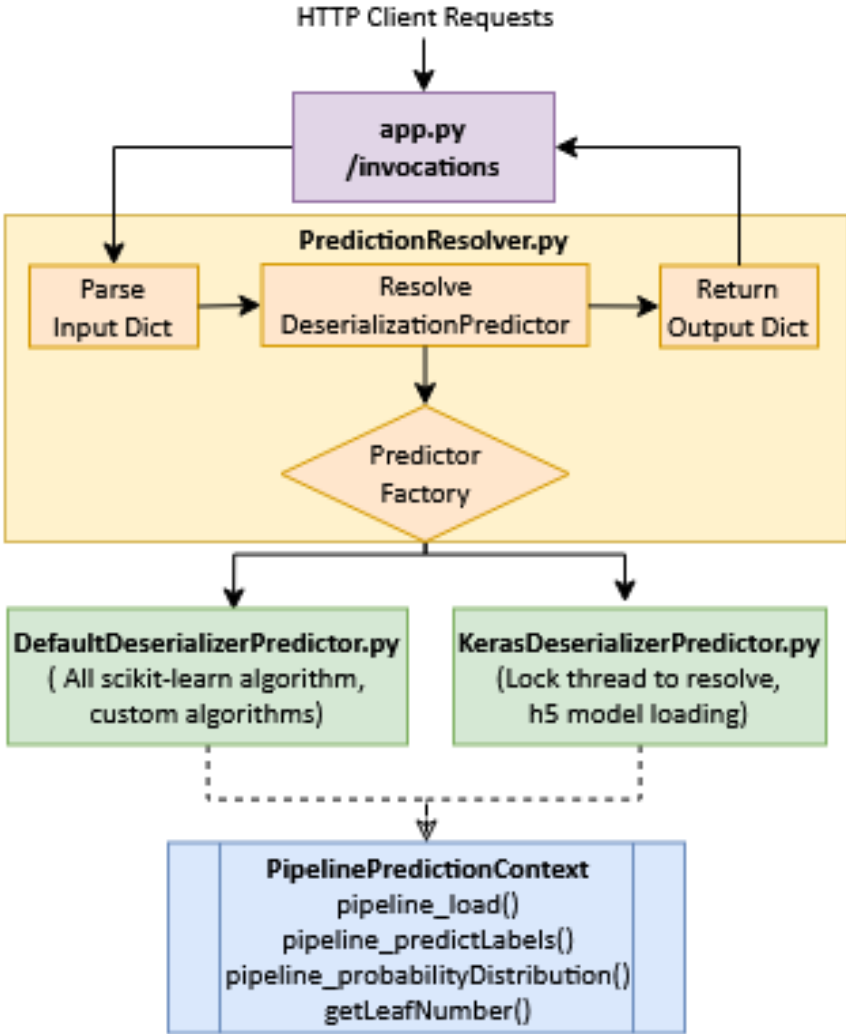 HTTP Client Requests
app.py
/invocations
PredictionResolver.py
Parse
Input Dict
Resolve
DeserializationPredictor
Return
Output Dict
Predictor
Factory
DefaultDeserializerPredictor.py
( All scikit-learn algorithm,
custom algorithms)
KerasDeserializerPredictor.py
(Lock thread to resolve,
h5 model loading)
PipelinePredictionContext
pipeline_load()
pipeline_predictLabels()
pipeline_probabilityDistribution()
getLeafNumber()